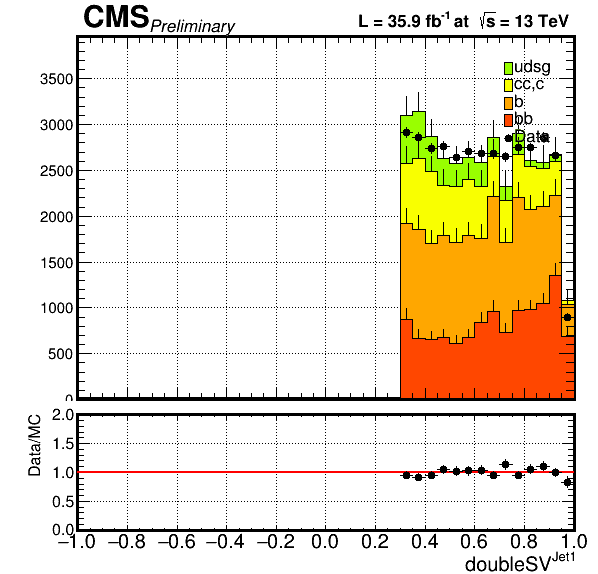 CMS Preliminary L = 35.9 fb⁻¹ at √s = 13 TeV
3500
3000
2500
2000
1500
1000
500
0
udsg
cc,c
b
bb
Data
Data/MC
2.0
1.5
1.0
0.5
0.0
−1.0 −0.8 −0.6 −0.4 −0.2 0.0 0.2 0.4 0.6 0.8 1.0
doubleSV^Jet1